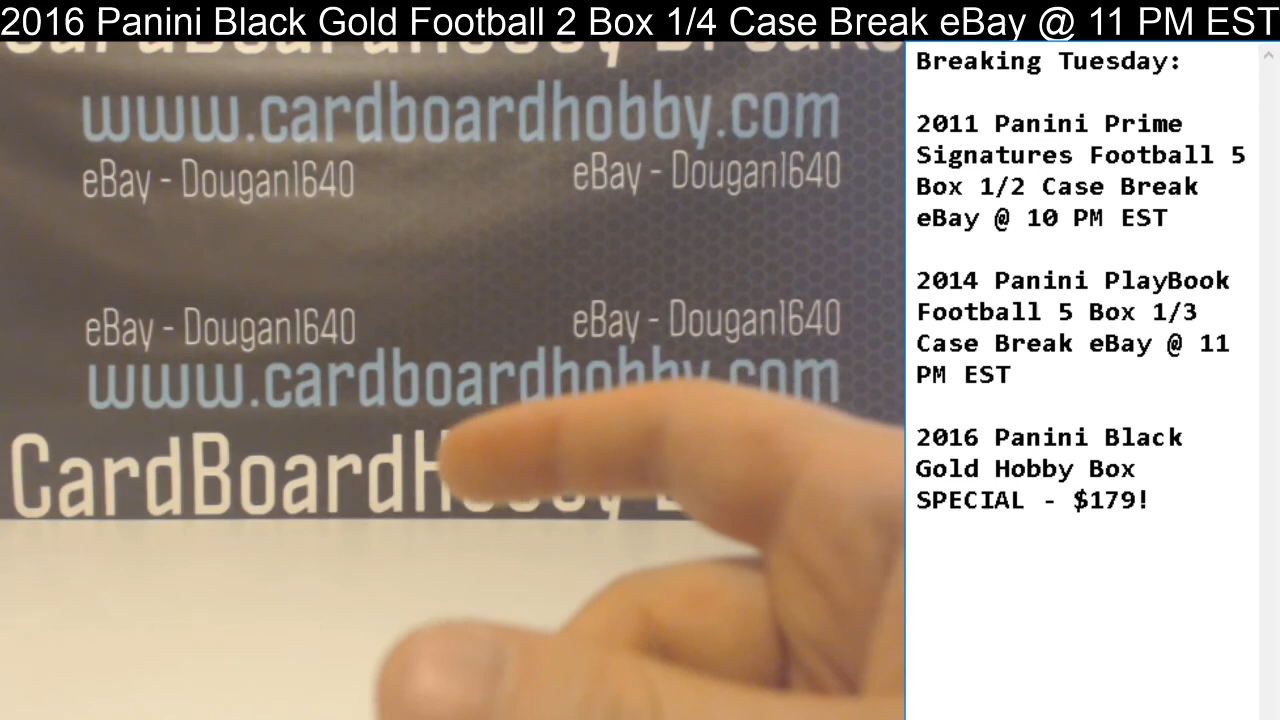 2016 Panini Black Gold Football 2 Box 1/4 Case Break eBay @ 11 PM EST
CardBoardHobby Breaks
www.cardboardhobby.com
eBay - Dougan1640 eBay - Dougan1640
eBay - Dougan1640 eBay - Dougan1640
www.cardboardhobby.com
CardBoardHobby
Breaking Tuesday:
2011 Panini Prime
Signatures Football 5
Box 1/2 Case Break
eBay @ 10 PM EST
2014 Panini PlayBook
Football 5 Box 1/3
Case Break eBay @ 11
PM EST
2016 Panini Black
Gold Hobby Box
SPECIAL - $179!